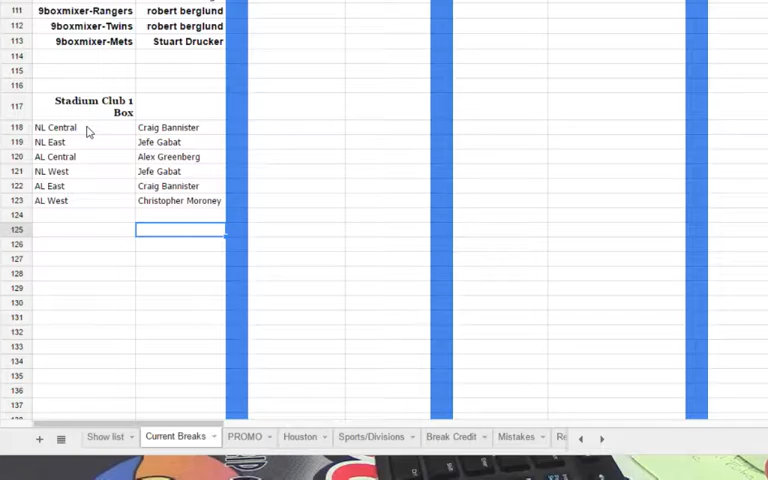 111 9boxmixer-Rangers robert berglund
112 9boxmixer-Twins robert berglund
113 9boxmixer-Mets Stuart Drucker
114
115
116
117 Stadium Club 1
Box
118 NL Central Craig Bannister
119 NL East Jefe Gabat
120 AL Central Alex Greenberg
121 NL West Jefe Gabat
122 AL East Craig Bannister
123 AL West Christopher Moroney
124
125
126
127
128
129
130
131
132
133
134
135
136
137
Show list Current Breaks PROMO Houston Sports/Divisions Break Credit Mistakes Re